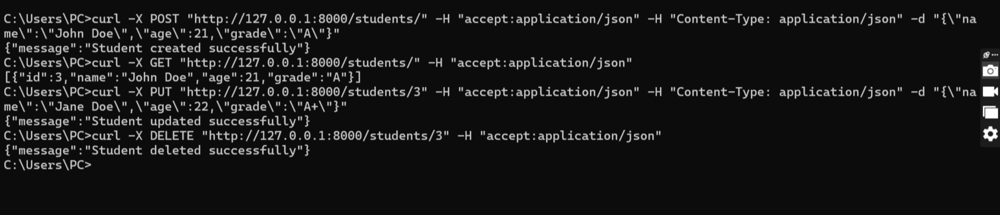 C:\Users\PC>curl -X POST "http://127.0.0.1:8000/students/" -H "accept:application/json" -H "Content-Type: application/json" -d "{\"na
me\":\"John Doe\",\"age\":21,\"grade\":\"A\"}"
{"message":"Student created successfully"}
C:\Users\PC>curl -X GET "http://127.0.0.1:8000/students/" -H "accept:application/json"
[{"id":3,"name":"John Doe","age":21,"grade":"A"}]
C:\Users\PC>curl -X PUT "http://127.0.0.1:8000/students/3" -H "accept:application/json" -H "Content-Type: application/json" -d "{\"na
me\":\"Jane Doe\",\"age\":22,\"grade\":\"A+\"}"
{"message":"Student updated successfully"}
C:\Users\PC>curl -X DELETE "http://127.0.0.1:8000/students/3" -H "accept:application/json"
{"message":"Student deleted successfully"}
C:\Users\PC>